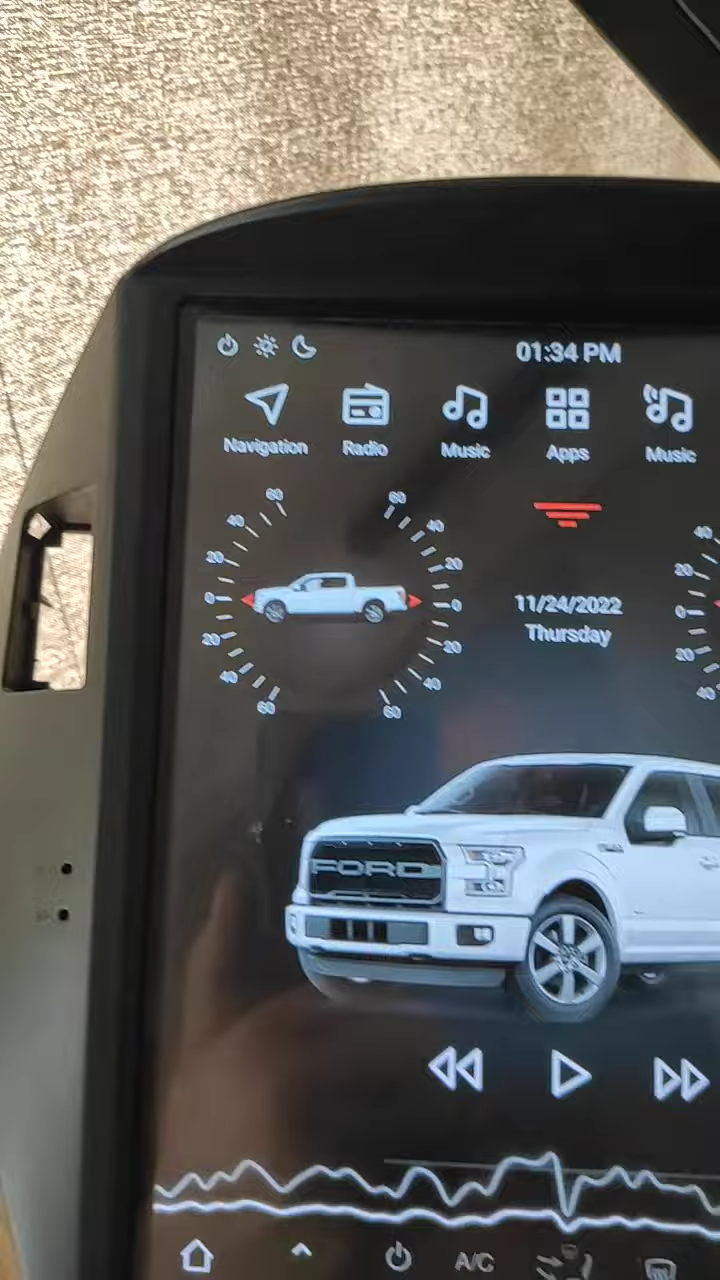 01:34 PM
Navigation Radio Music Apps Music
60 60
40 40 40
20 20 20
0 0 0
20 20 20
40 40 40
60 60
11/24/2022
Thursday
FORD
A/C